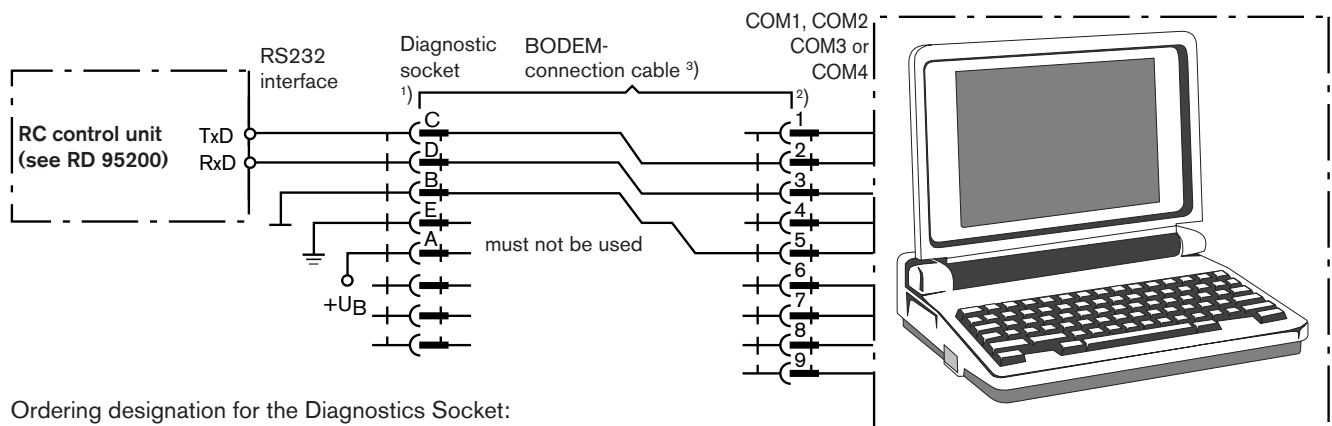 COM1, COM2
COM3 or
COM4
RS232
interface
Diagnostic
socket
1)
BODEM-
connection cable 3)
2)
RC control unit
(see RD 95200)
TxD
RxD
C
D
B
E
A
must not be used
+UB
1
2
3
4
5
6
7
8
9
Ordering designation for the Diagnostics Socket: